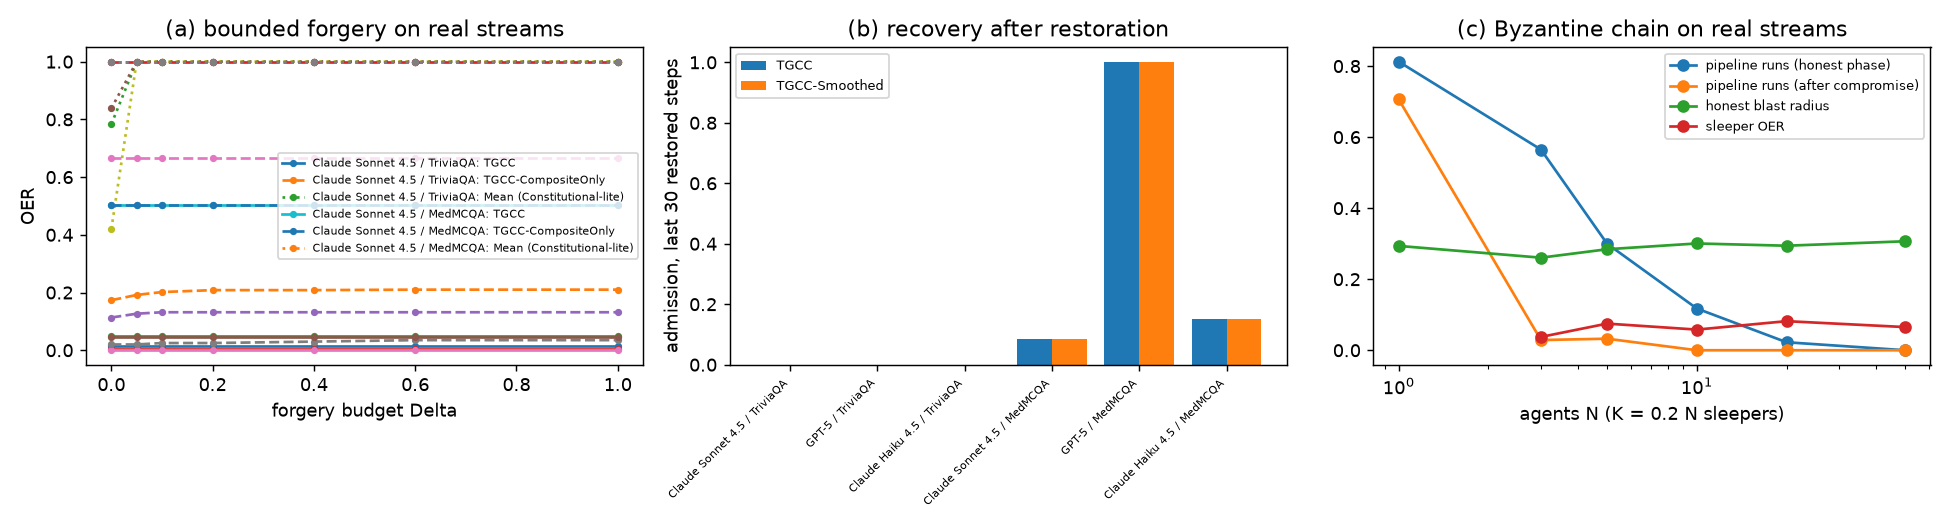 (a) bounded forgery on real streams
OER
1.0
0.8
0.6
0.4
0.2
0.0
Claude Sonnet 4.5 / TriviaQA: TGCC
Claude Sonnet 4.5 / TriviaQA: TGCC-CompositeOnly
Claude Sonnet 4.5 / TriviaQA: Mean (Constitutional-lite)
Claude Sonnet 4.5 / MedMCQA: TGCC
Claude Sonnet 4.5 / MedMCQA: TGCC-CompositeOnly
Claude Sonnet 4.5 / MedMCQA: Mean (Constitutional-lite)
0.0 0.2 0.4 0.6 0.8 1.0
forgery budget Delta
(b) recovery after restoration
admission, last 30 restored steps
1.0
0.8
0.6
0.4
0.2
0.0
TGCC
TGCC-Smoothed
Claude Sonnet 4.5 / TriviaQA
GPT-5 / TriviaQA
Claude Haiku 4.5 / TriviaQA
Claude Sonnet 4.5 / MedMCQA
GPT-5 / MedMCQA
Claude Haiku 4.5 / MedMCQA
(c) Byzantine chain on real streams
0.8
0.6
0.4
0.2
0.0
pipeline runs (honest phase)
pipeline runs (after compromise)
honest blast radius
sleeper OER
10⁰ 10¹
agents N (K = 0.2 N sleepers)